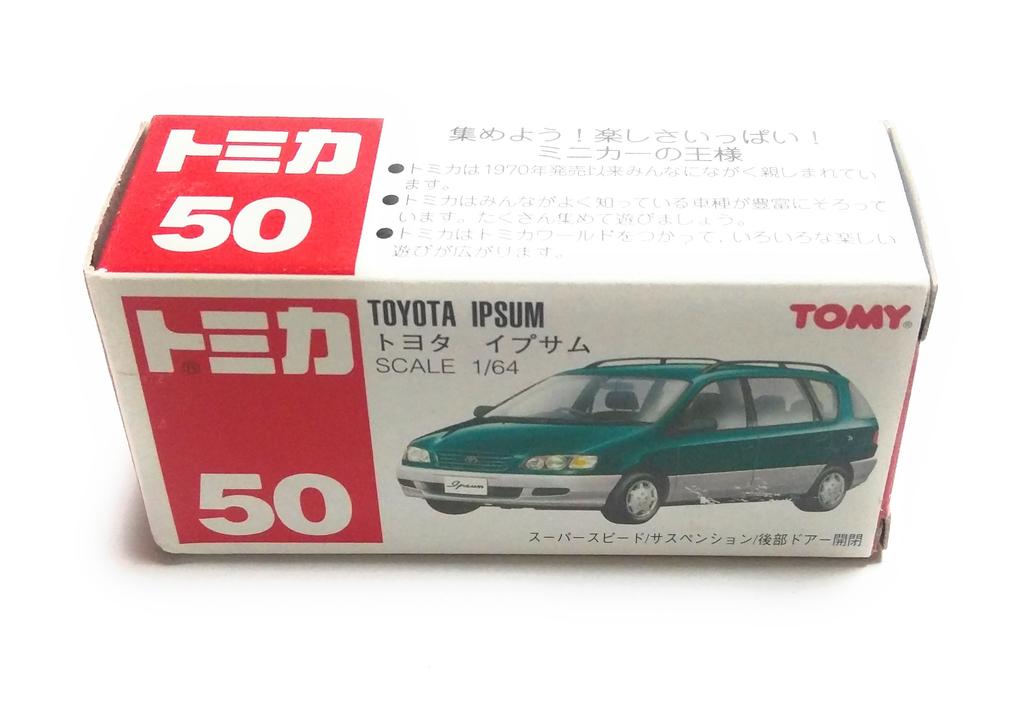 トミカ
50
集めよう！楽しさいっぱい！
ミニカーの王様
●トミカは1970年発売以来みんなにながく親しまれてい
ます。
●トミカはみんながよく知っている車種が豊富にそろって
います。たくさん集めて遊びましょう。
●トミカはトミカワールドをつかって、いろいろな楽しい
遊びが広がります。
トミカ
®
50
TOYOTA IPSUM
トヨタ イプサム
SCALE 1/64
TOMY®
Ipsum
スーパースピード/サスペンション/後部ドアー開閉